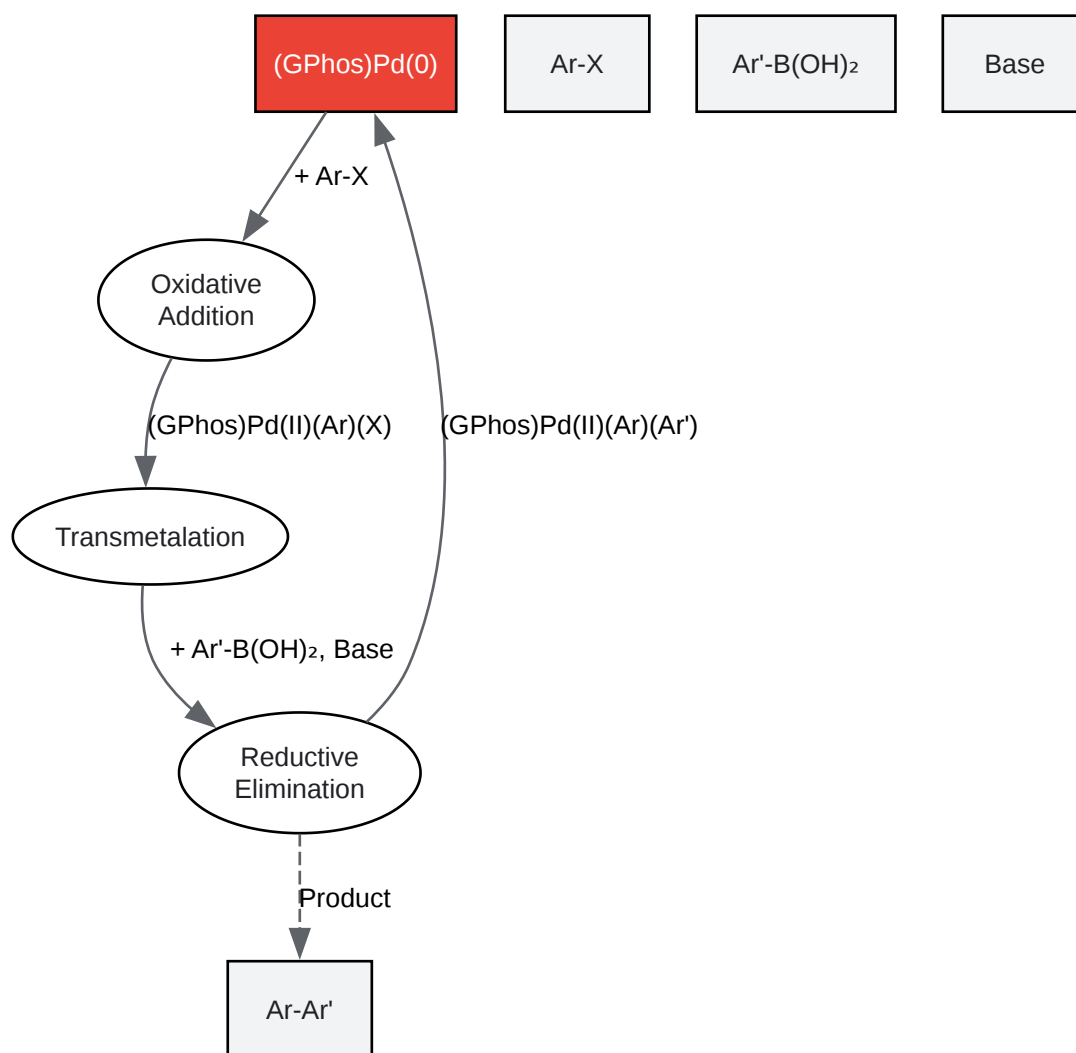 (GPhos)Pd(0)
Ar-X
Ar'-B(OH)₂
Base
+ Ar-X
Oxidative
Addition
(GPhos)Pd(II)(Ar)(X)
(GPhos)Pd(II)(Ar)(Ar')
Transmetalation
+ Ar'-B(OH)₂, Base
Reductive
Elimination
Product
Ar-Ar'